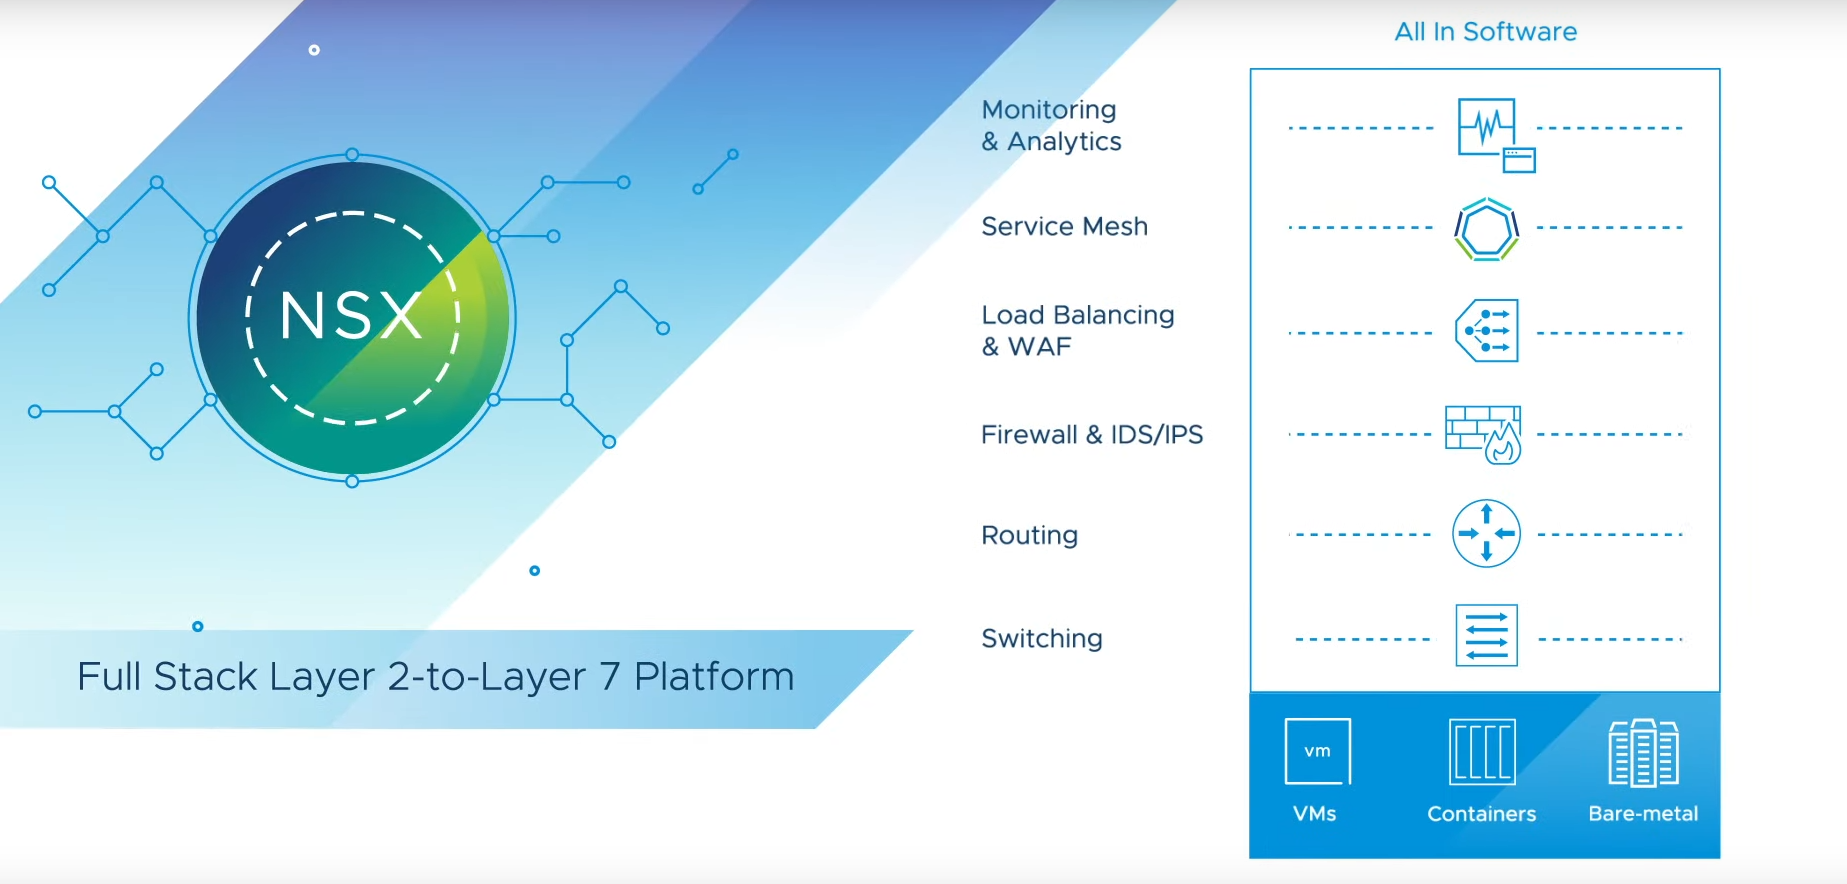 NSX
Full Stack Layer 2-to-Layer 7 Platform
All In Software
Monitoring
& Analytics
Service Mesh
Load Balancing
& WAF
Firewall & IDS/IPS
Routing
Switching
vm
VMs
Containers
Bare-metal